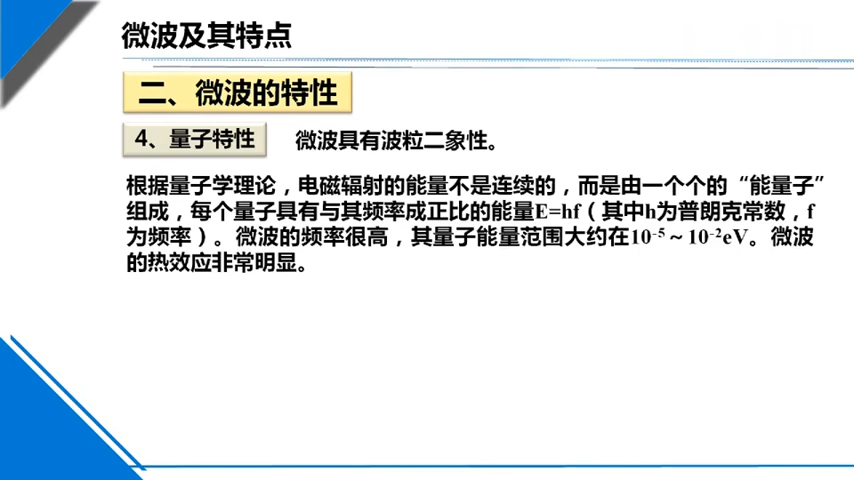 微波及其特点
二、微波的特性
4、量子特性 微波具有波粒二象性。
根据量子学理论，电磁辐射的能量不是连续的，而是由一个个的“能量子”
组成，每个量子具有与其频率成正比的能量E=hf（其中h为普朗克常数，f
为频率）。微波的频率很高，其量子能量范围大约在10⁻⁵～10⁻²eV。微波
的热效应非常明显。